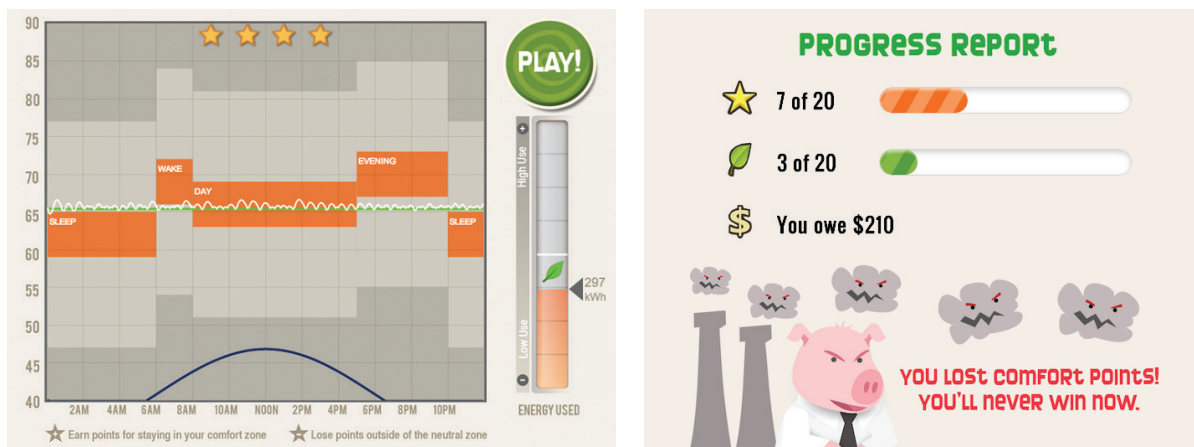 90
85
80
75
70
65
60
55
50
45
40
WAKE
EVENING
DAY
SLEEP
SLEEP
2AM 4AM 6AM 8AM 10AM NOON 2PM 4PM 6PM 8PM 10PM
Earn points for staying in your comfort zone
Lose points outside of the neutral zone
PLAY!
High Use
Low Use
297
kWh
ENERGY USED
PROGRESS REPORT
7 of 20
3 of 20
$ You owe $210
YOU LOST COMFORT POINTS!
YOU'LL NEVER WIN NOW.